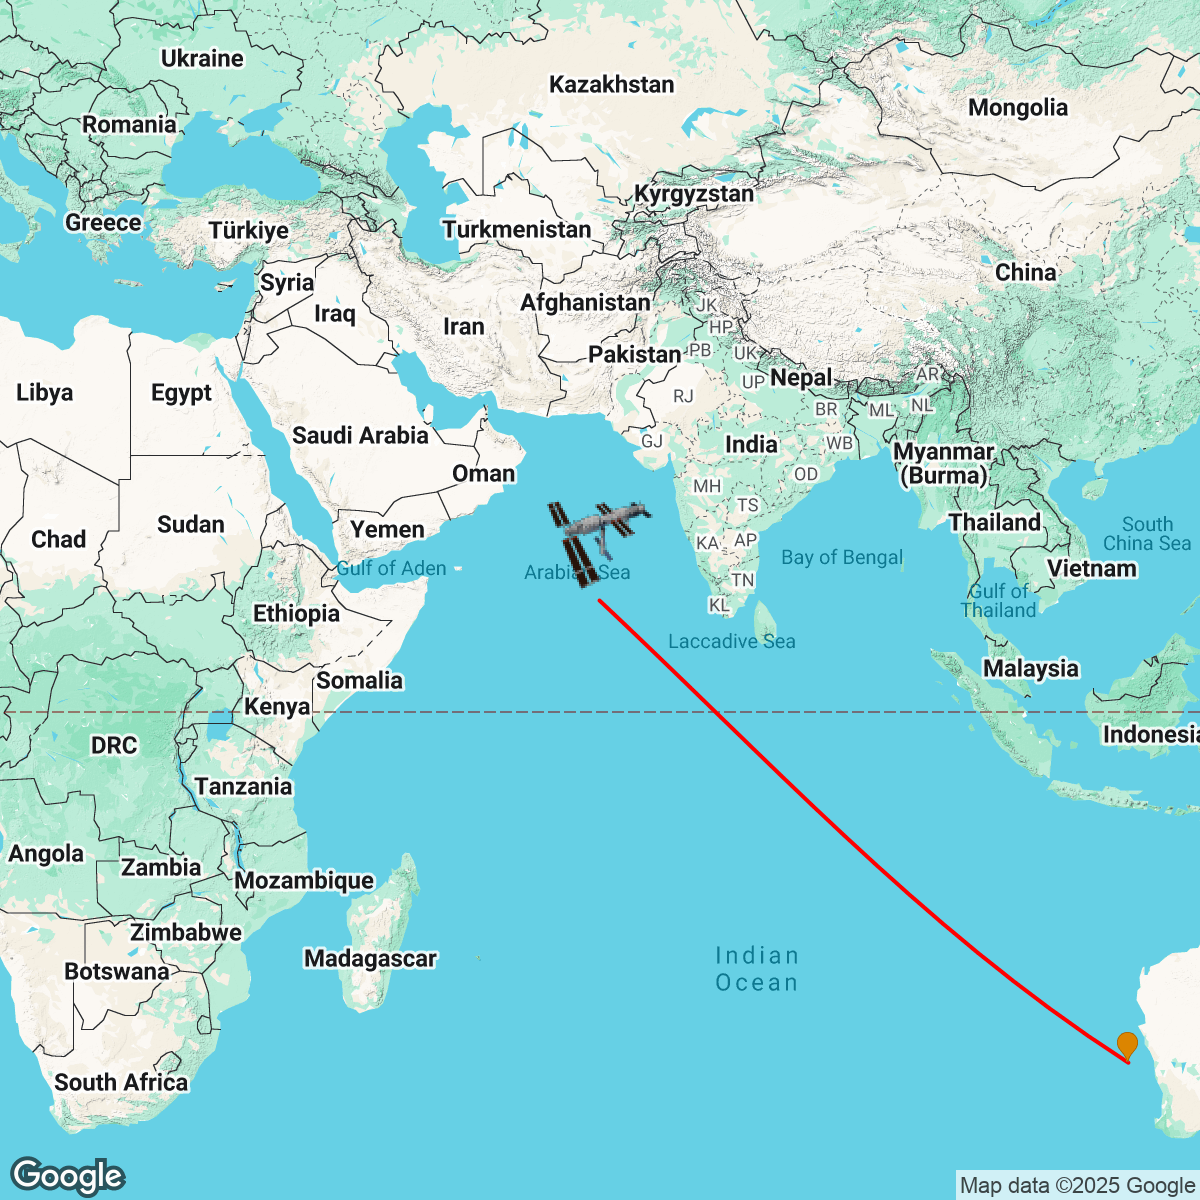 Ukraine
Kazakhstan
Mongolia
Romania
Kyrgyzstan
Greece
Türkiye
Turkmenistan
China
Syria
Afghanistan
JK
Iraq
Iran
HP
Pakistan
PB
UK
Nepal
AR
Libya
Egypt
RJ
UP
BR
ML
NL
Saudi Arabia
GJ
India
WB
Myanmar
(Burma)
Oman
OD
MH
TS
Sudan
Yemen
Thailand
South
China Sea
Chad
KA
AP
Bay of Bengal
Gulf of Aden
Arabian Sea
TN
Vietnam
Gulf of
Thailand
Ethiopia
KL
Laccadive Sea
Malaysia
Somalia
Kenya
Indonesia
DRC
Tanzania
Angola
Zambia
Mozambique
Zimbabwe
Madagascar
Indian
Ocean
Botswana
South Africa
Google
Map data ©2025 Google